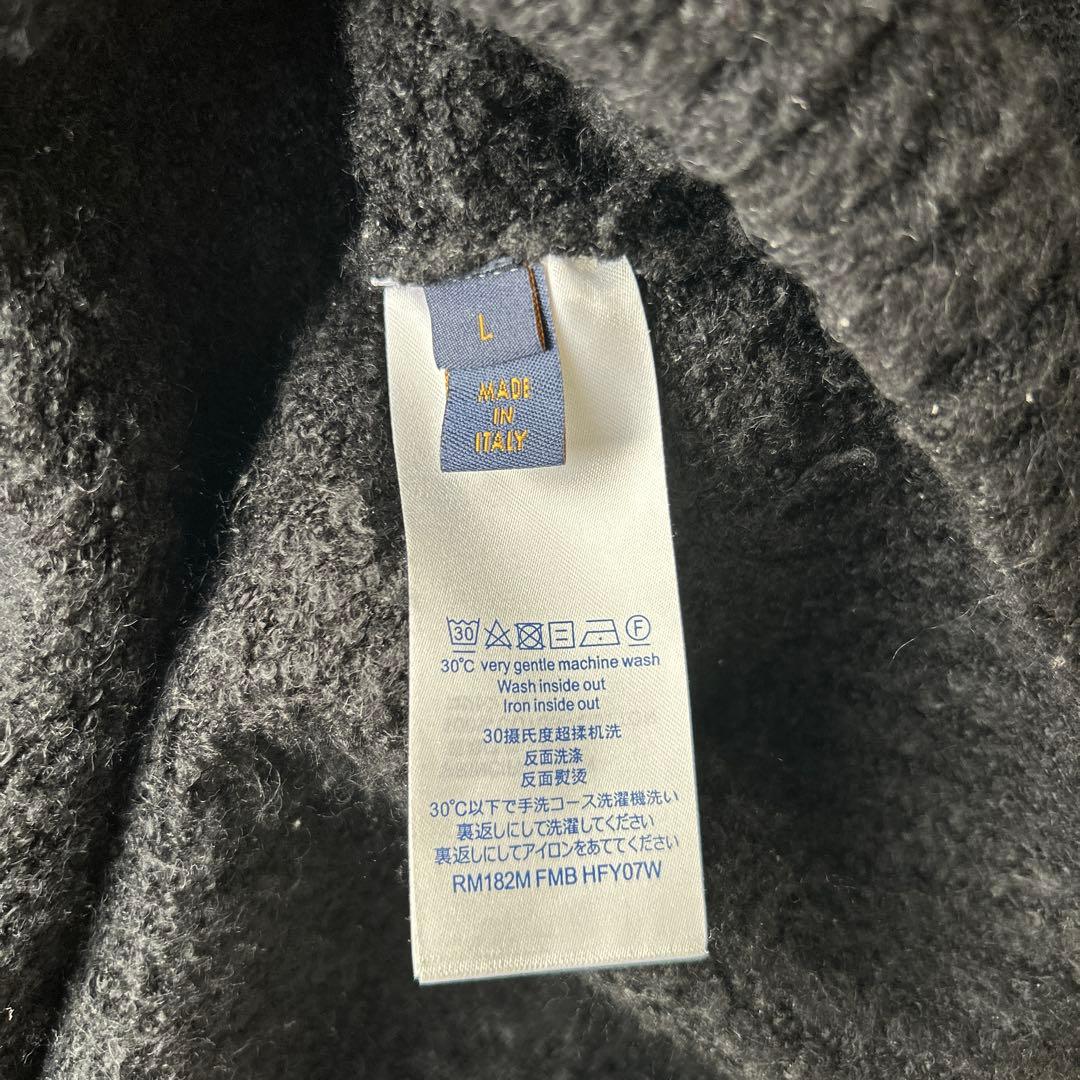 L
MADE
IN
ITALY
30 F
30°C very gentle machine wash
Wash inside out
Iron inside out
30摄氏度超揉机洗
反面洗涤
反面熨烫
30℃以下で手洗コース洗濯機洗い
裏返しにして洗濯してください
裏返しにしてアイロンをあててください
RM182M FMB HFY07W